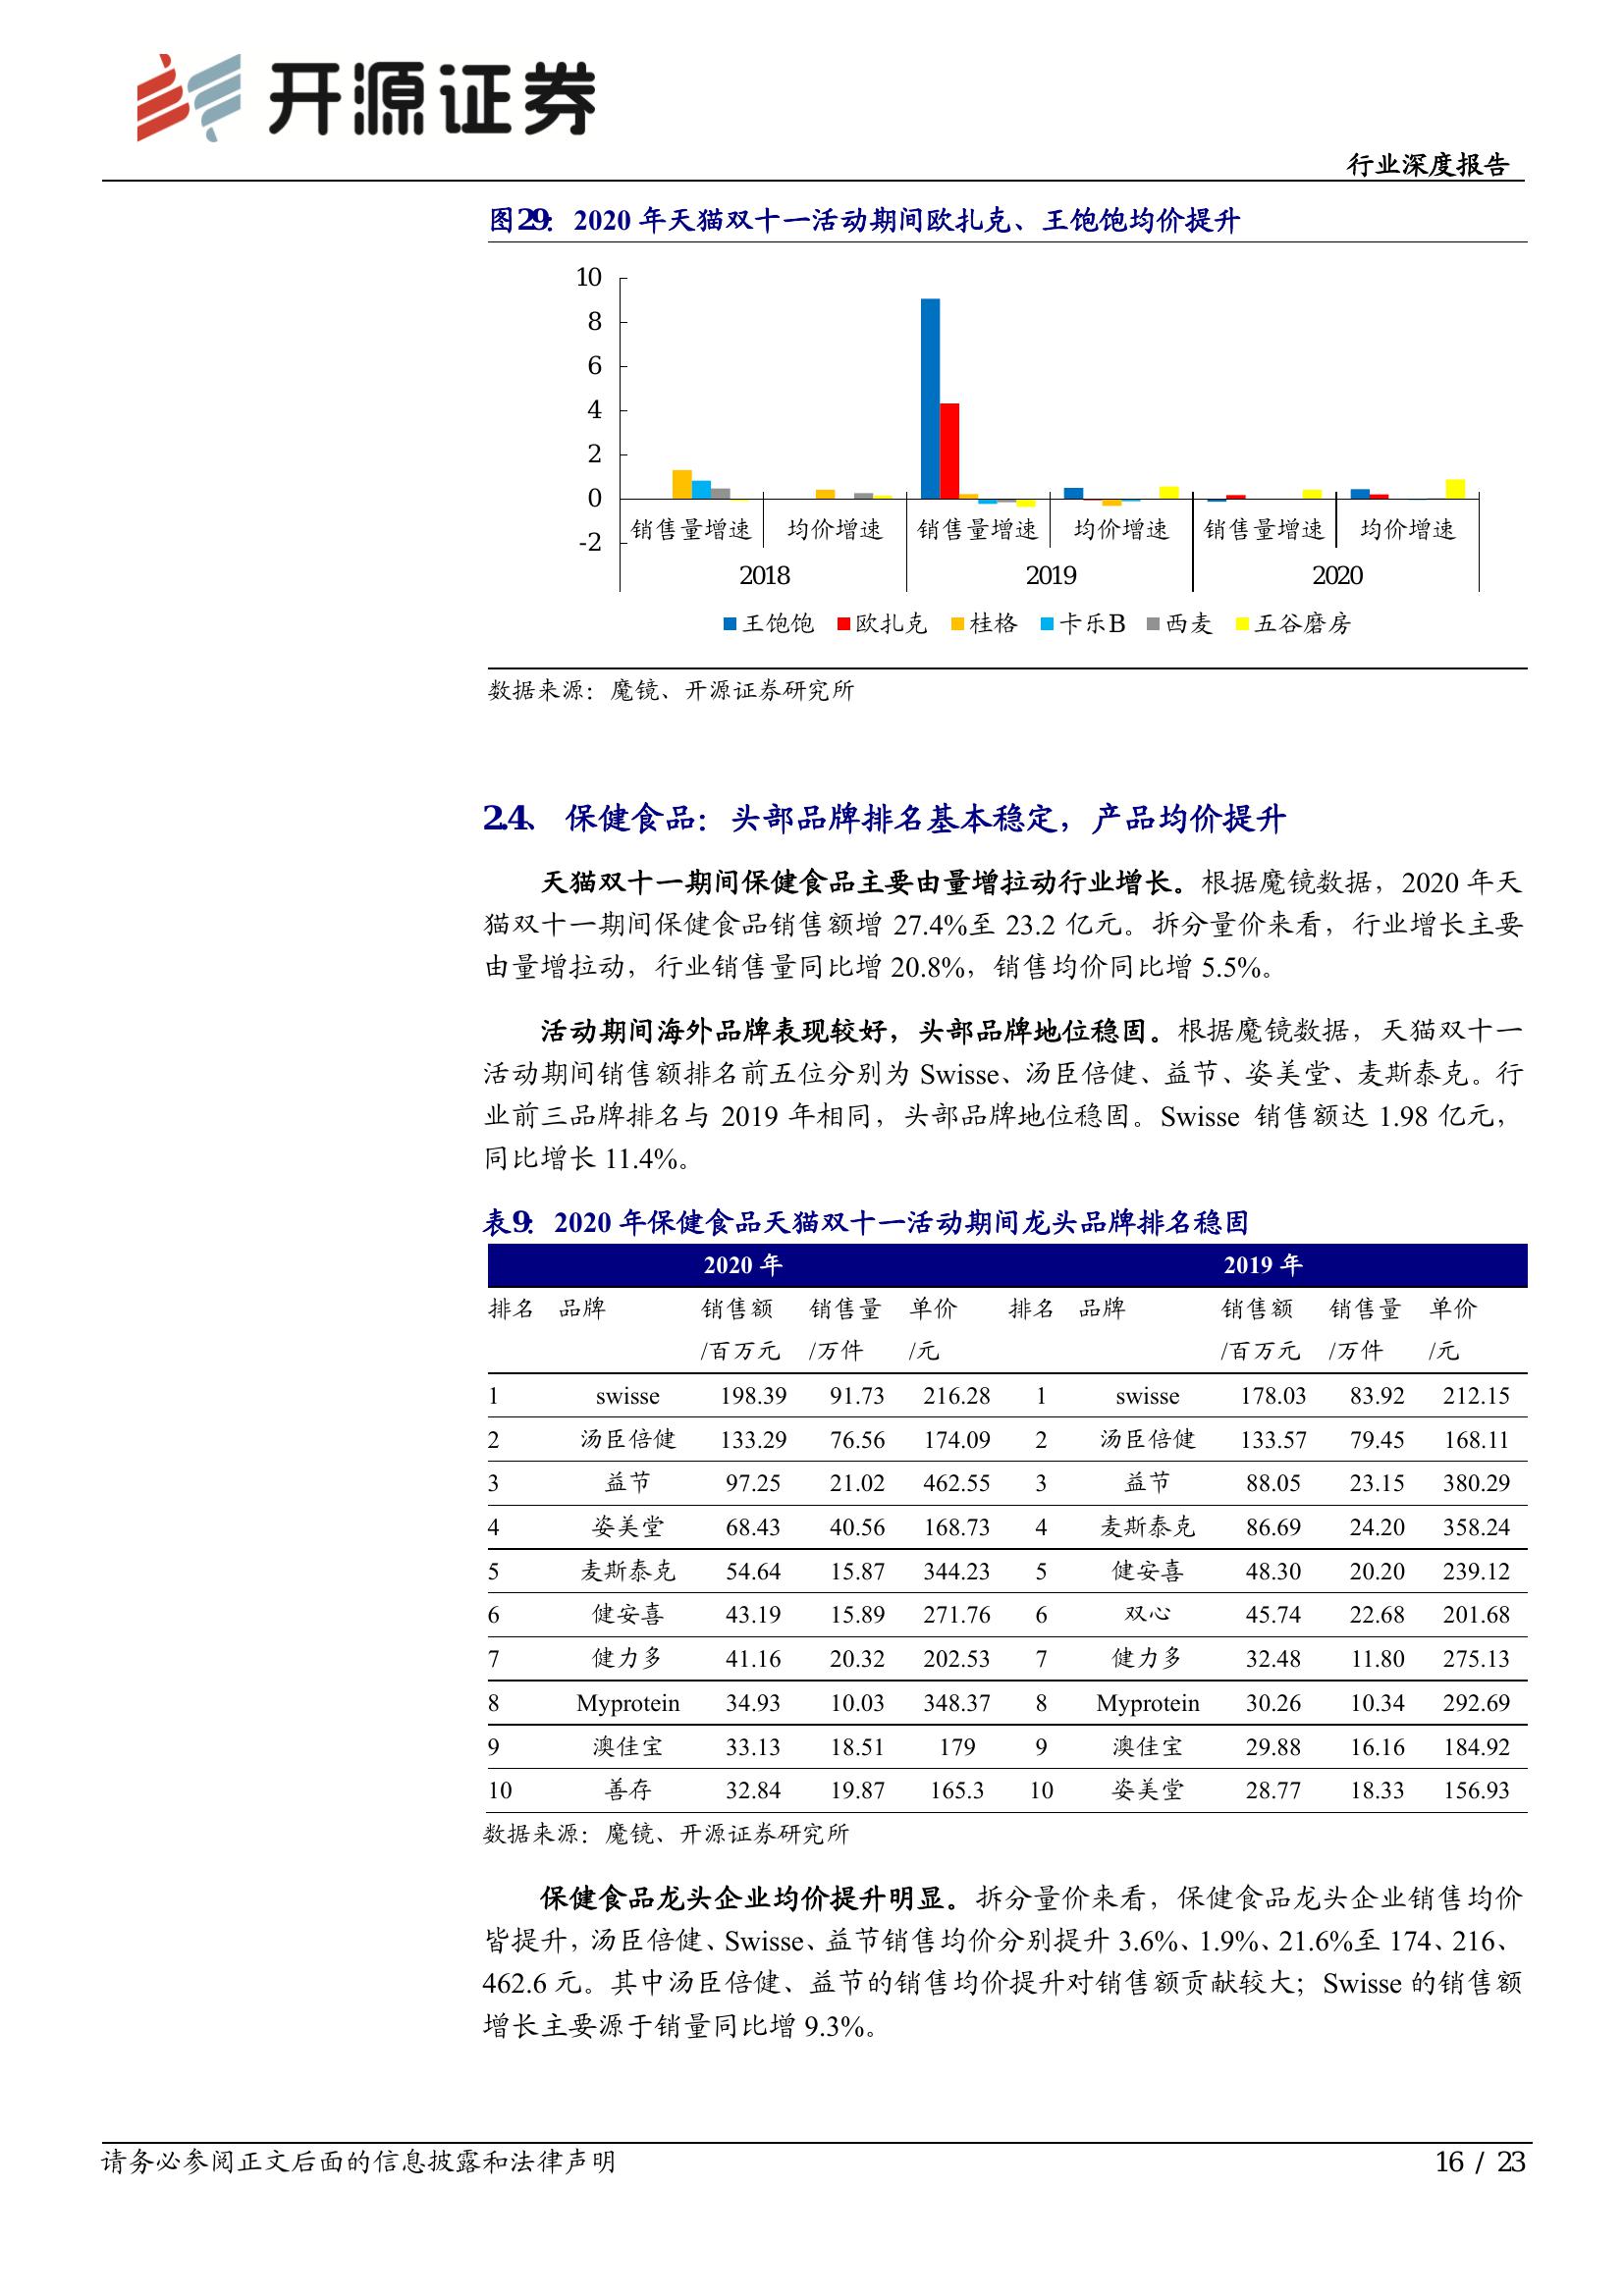 开源证券
行业深度报告
图29： 2020 年天猫双十一活动期间欧扎克、王饱饱均价提升
10
8
6
4
2
0
-2
销售量增速 均价增速 销售量增速 均价增速 销售量增速 均价增速
2018 2019 2020
王饱饱 欧扎克 桂格 卡乐B 西麦 五谷磨房
数据来源：魔镜、开源证券研究所
2.4、 保健食品：头部品牌排名基本稳定，产品均价提升
天猫双十一期间保健食品主要由量增拉动行业增长。根据魔镜数据，2020 年天
猫双十一期间保健食品销售额增 27.4%至 23.2 亿元。拆分量价来看，行业增长主要
由量增拉动，行业销售量同比增 20.8%，销售均价同比增 5.5%。
活动期间海外品牌表现较好，头部品牌地位稳固。根据魔镜数据，天猫双十一
活动期间销售额排名前五位分别为 Swisse、汤臣倍健、益节、姿美堂、麦斯泰克。行
业前三品牌排名与 2019 年相同，头部品牌地位稳固。Swisse 销售额达 1.98 亿元，
同比增长 11.4%。
表9： 2020 年保健食品天猫双十一活动期间龙头品牌排名稳固
2020 年 2019 年
排名 品牌 销售额 销售量 单价 排名 品牌 销售额 销售量 单价
/百万元 /万件 /元 /百万元 /万件 /元
1 swisse 198.39 91.73 216.28 1 swisse 178.03 83.92 212.15
2 汤臣倍健 133.29 76.56 174.09 2 汤臣倍健 133.57 79.45 168.11
3 益节 97.25 21.02 462.55 3 益节 88.05 23.15 380.29
4 姿美堂 68.43 40.56 168.73 4 麦斯泰克 86.69 24.20 358.24
5 麦斯泰克 54.64 15.87 344.23 5 健安喜 48.30 20.20 239.12
6 健安喜 43.19 15.89 271.76 6 双心 45.74 22.68 201.68
7 健力多 41.16 20.32 202.53 7 健力多 32.48 11.80 275.13
8 Myprotein 34.93 10.03 348.37 8 Myprotein 30.26 10.34 292.69
9 澳佳宝 33.13 18.51 179 9 澳佳宝 29.88 16.16 184.92
10 善存 32.84 19.87 165.3 10 姿美堂 28.77 18.33 156.93
数据来源：魔镜、开源证券研究所
保健食品龙头企业均价提升明显。拆分量价来看，保健食品龙头企业销售均价
皆提升，汤臣倍健、Swisse、益节销售均价分别提升 3.6%、1.9%、21.6%至 174、216、
462.6 元。其中汤臣倍健、益节的销售均价提升对销售额贡献较大；Swisse 的销售额
增长主要源于销量同比增 9.3%。
请务必参阅正文后面的信息披露和法律声明
16 / 23